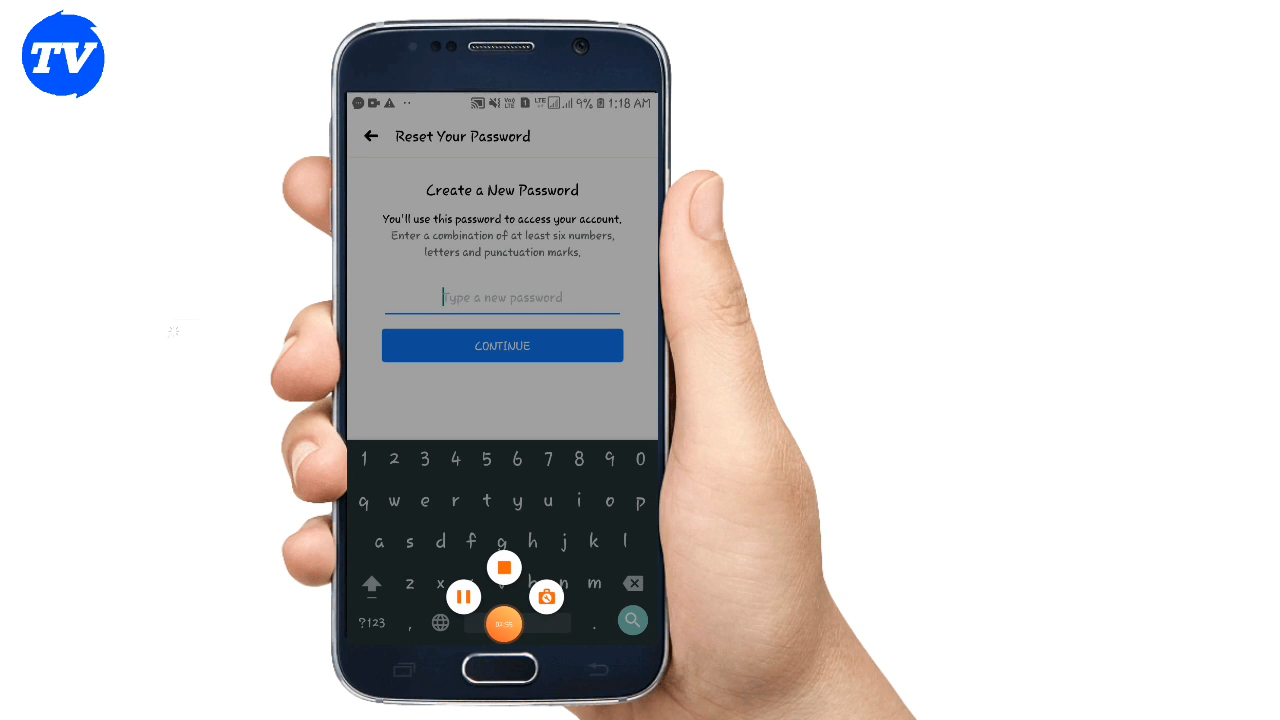 TV
LTE 9% 1:18 AM
Reset Your Password
Create a New Password
You'll use this password to access your account.
Enter a combination of at least six numbers,
letters and punctuation marks.
Type a new password
CONTINUE
1 2 3 4 5 6 7 8 9 0
q w e r t y u i o p
a s d f g h j k l
z x n m
?123 , .